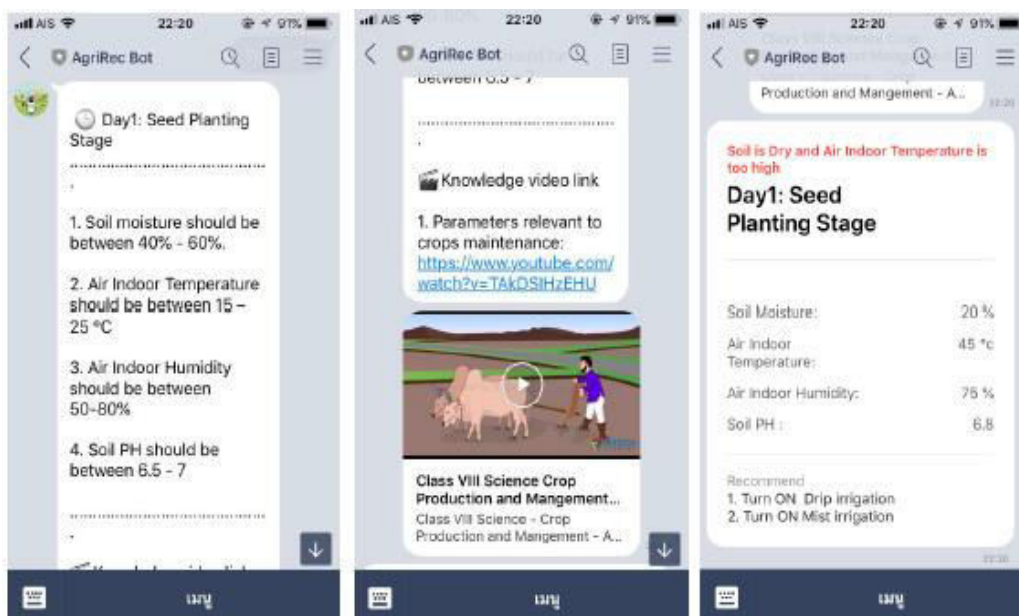 AIS 22:20 91%
AgriRec Bot
Day1: Seed Planting
Stage
1. Soil moisture should be
between 40% - 60%.
2. Air Indoor Temperature
should be between 15 –
25 °C
3. Air Indoor Humidity
should be between
50-80%
4. Soil PH should be
between 6.5 - 7
เมนู
AIS 22:20 91%
AgriRec Bot
between 6.5 - 7
Knowledge video link
1. Parameters relevant to
crops maintenance:
https://www.youtube.com/
watch?v=TAkDSIHzEHU
Class VIII Science Crop
Production and Mangement...
Class VIII Science - Crop
Production and Mangement - A...
เมนู
AIS 22:20 91%
AgriRec Bot
Production and Mangement - A...
22:20
Soil is Dry and Air Indoor Temperature is
too high
Day1: Seed
Planting Stage
Soil Moisture: 20 %
Air Indoor 45 °c
Temperature:
Air Indoor Humidity: 75 %
Soil PH : 6.8
Recommend
1. Turn ON Drip irrigation
2. Turn ON Mist irrigation
22:20
เมนู